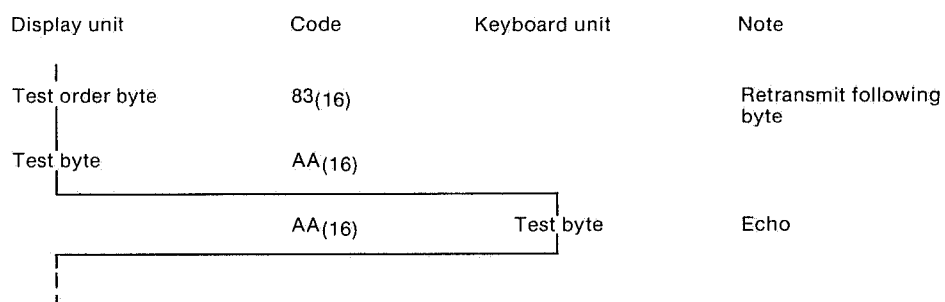 Display unit Code Keyboard unit Note
Test order byte 83(16) Retransmit following
byte
Test byte AA(16)
AA(16) Test byte Echo